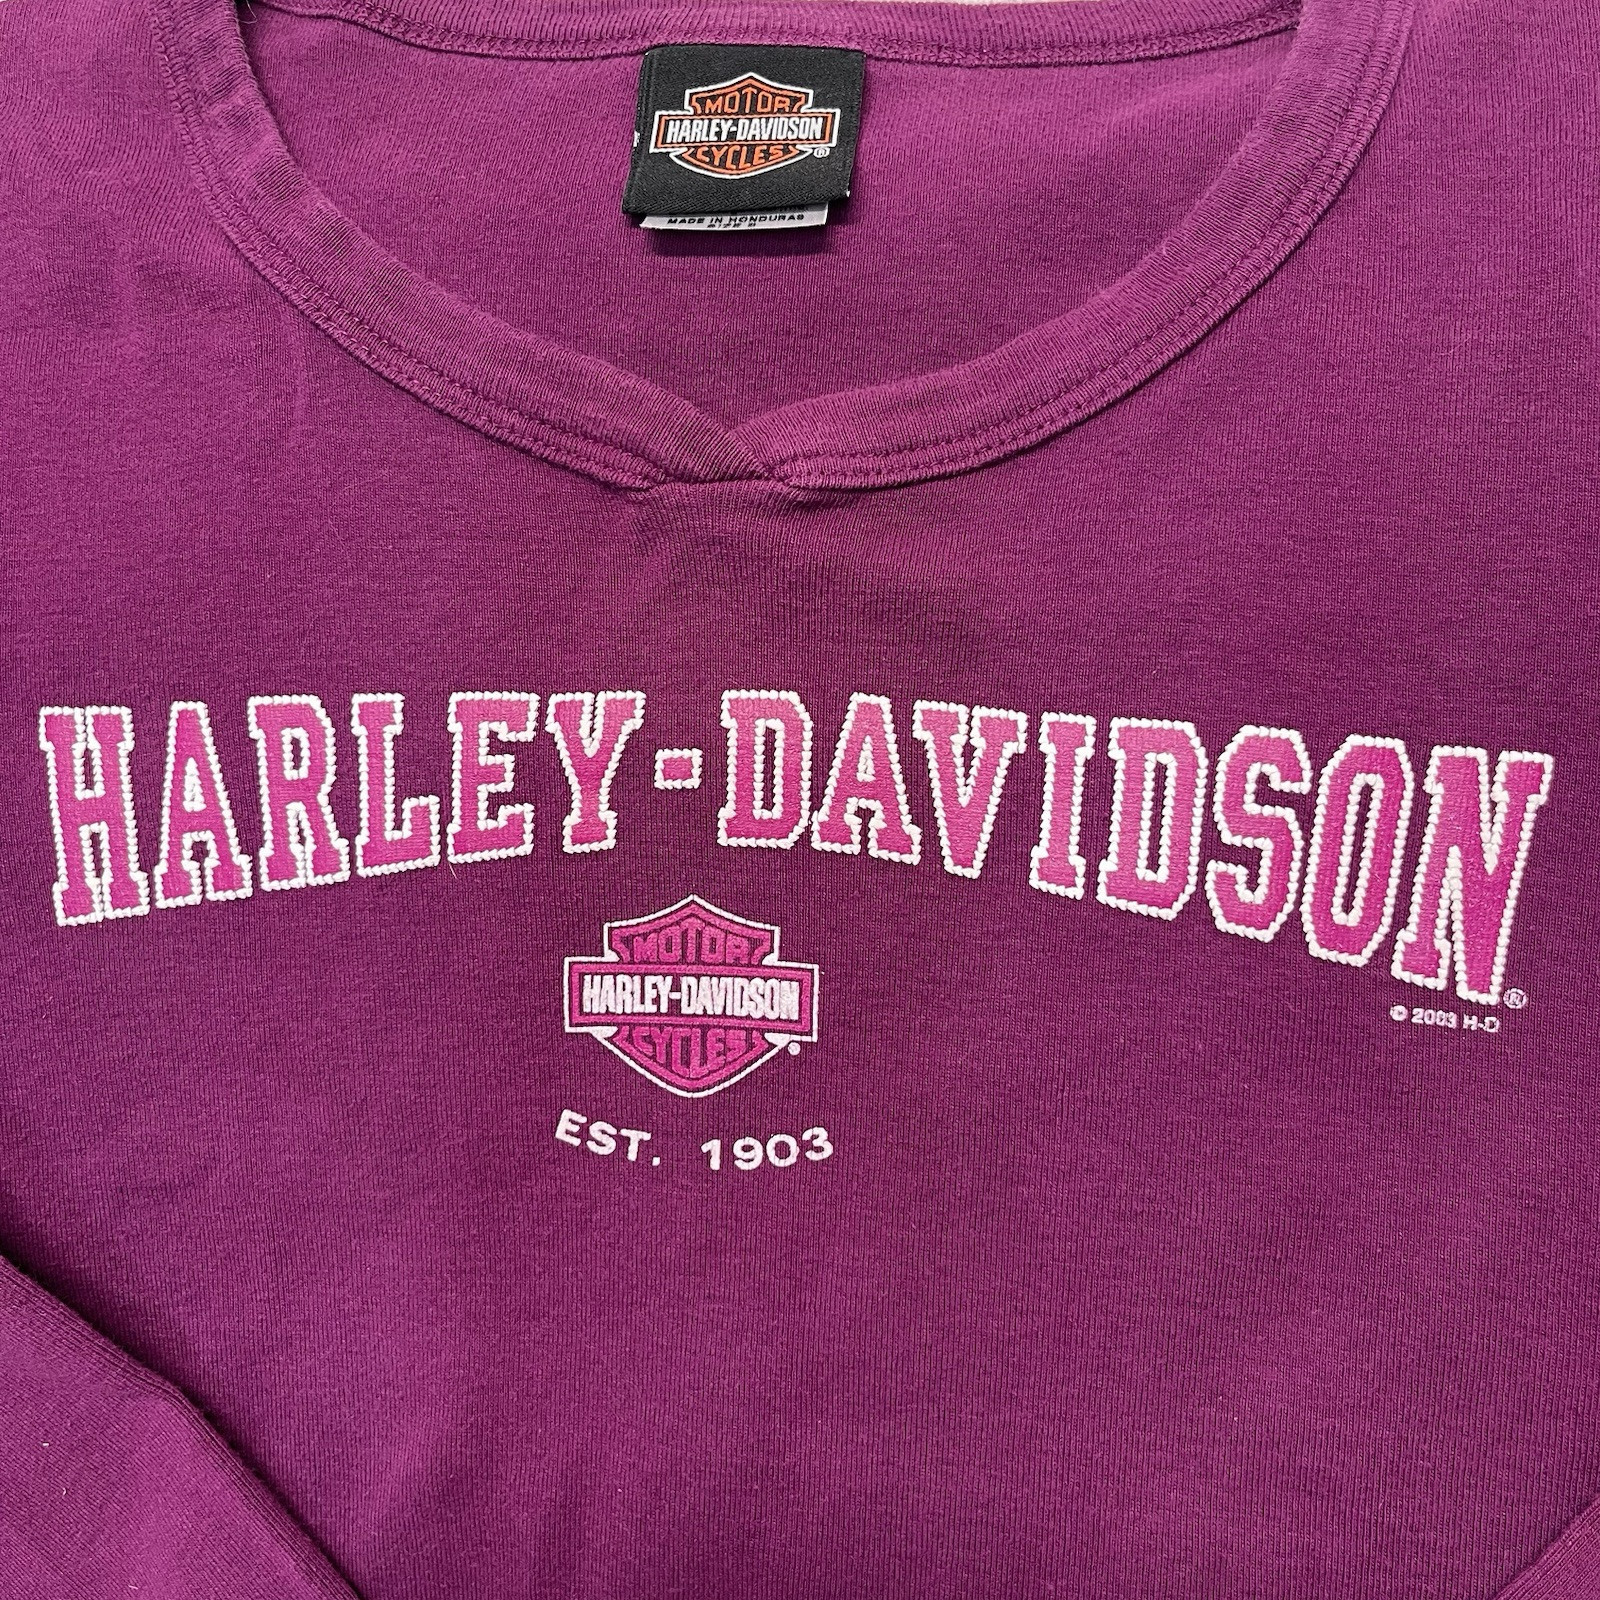 MOTOR
HARLEY-DAVIDSON
CYCLES
®
MADE IN HONDURAS
HARLEY-DAVIDSON
®
© 2003 H-D
MOTOR
HARLEY-DAVIDSON
CYCLES
®
EST. 1903